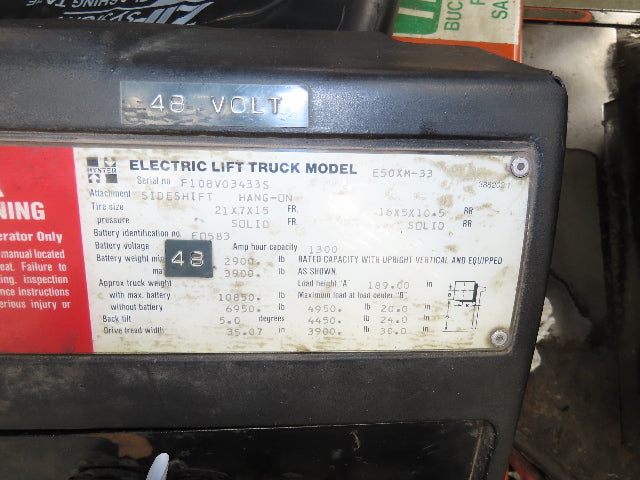 48 VOLT
HYSTER
ELECTRIC LIFT TRUCK MODEL E50XM-33
Serial no F108V03433S
Attachment SIDESHIFT HANG-ON
Tire size 21X7X15 FR. 16X5X10.5 RR
pressure SOLID FR. SOLID RR
Battery identification no.
Battery voltage 48 Amp hour capacity 1300
Battery weight 2900. lb RATED CAPACITY WITH UPRIGHT VERTICAL AND EQUIPPED
3900. lb AS SHOWN.
Approx truck weight Load height "A" 189.00 in
with max. battery 10850. lb Maximum load at load center "B"
without battery 6950. lb 4950. lb 20.0 in
Back tilt 5.0 degrees 4450. lb 24.0 in
Drive tread width 35.07 in 3900. lb 30.0 in
NING
erator Only
manual located
eat. Failure to
, inspection
nce instructions
erious injury or
BUC
SA